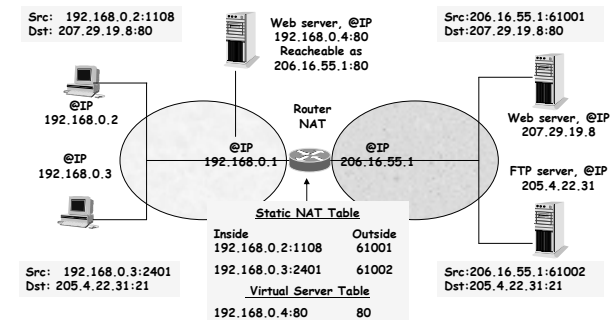 Src: 192.168.0.2:1108
Dst: 207.29.19.8:80
Web server, @IP
192.168.0.4:80
Reacheable as
206.16.55.1:80
Src:206.16.55.1:61001
Dst:207.29.19.8:80
@IP
192.168.0.2
Router
NAT
Web server, @IP
207.29.19.8
@IP
192.168.0.3
@IP
192.168.0.1
@IP
206.16.55.1
FTP server, @IP
205.4.22.31
Static NAT Table
Inside Outside
192.168.0.2:1108 61001
192.168.0.3:2401 61002
Virtual Server Table
192.168.0.4:80 80
Src: 192.168.0.3:2401
Dst: 205.4.22.31:21
Src:206.16.55.1:61002
Dst:205.4.22.31:21